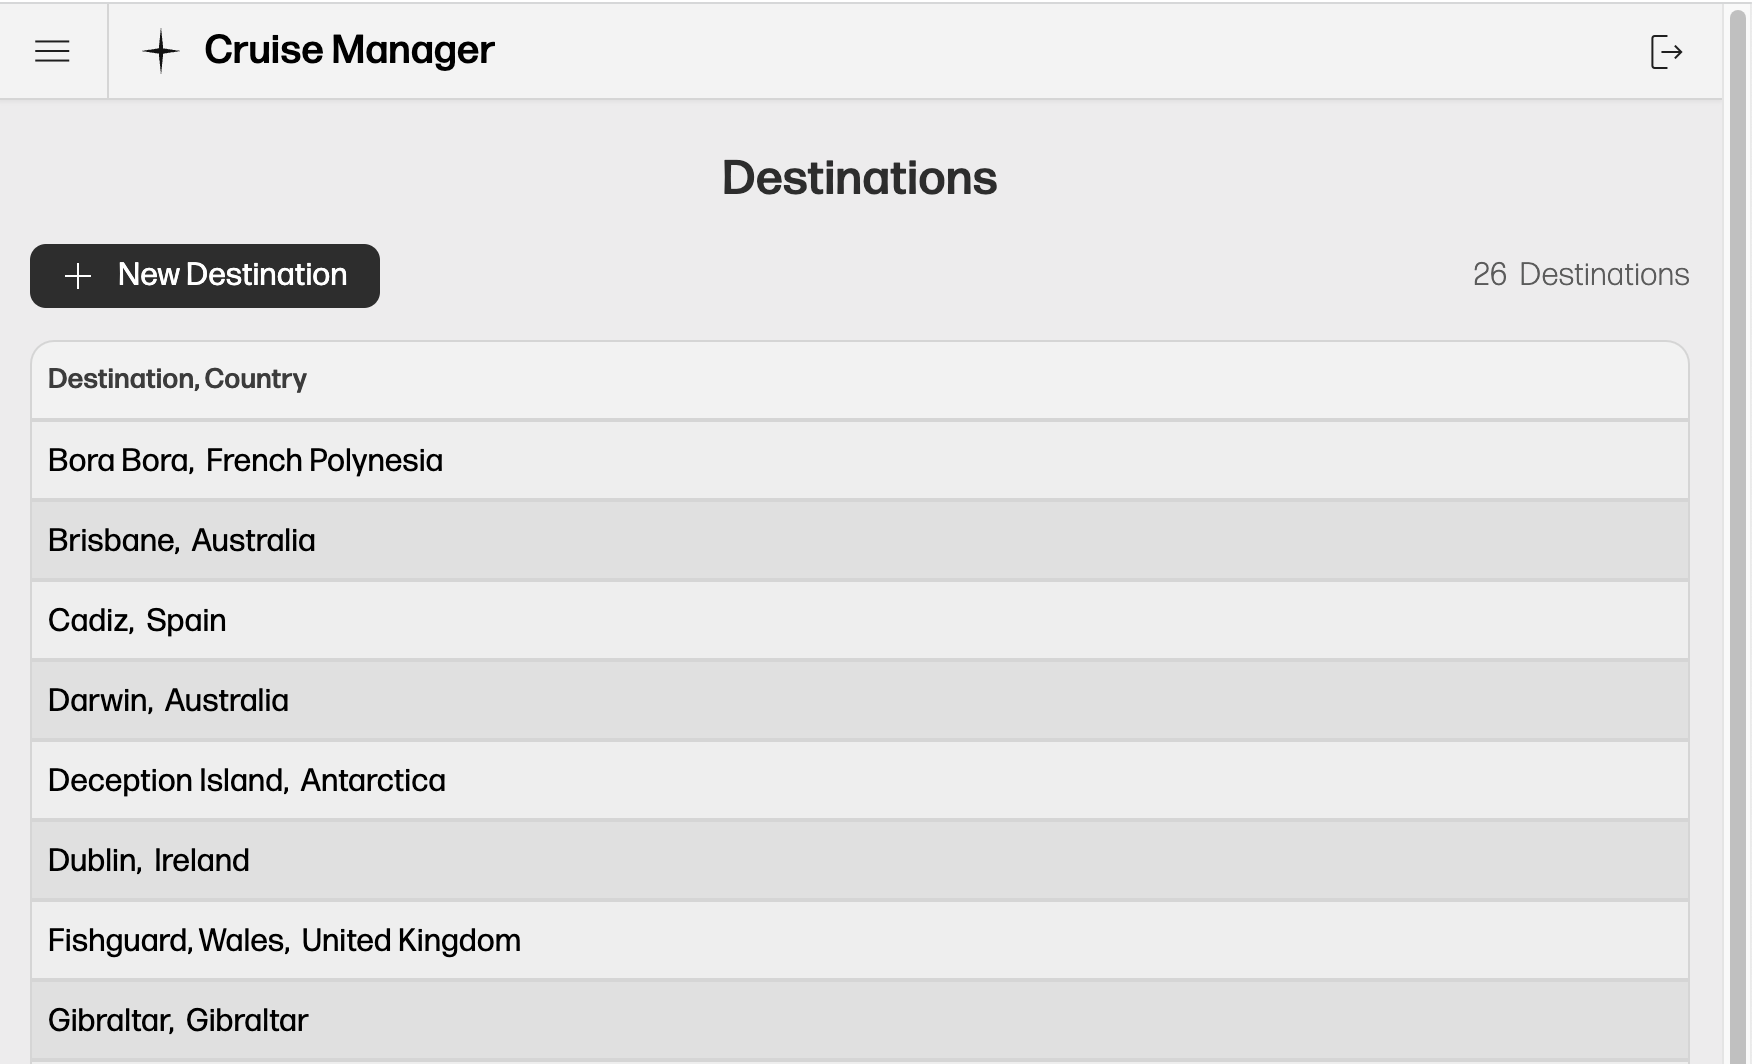 Cruise Manager
Destinations
New Destination
26 Destinations
Destination, Country
Bora Bora, French Polynesia
Brisbane, Australia
Cadiz, Spain
Darwin, Australia
Deception Island, Antarctica
Dublin, Ireland
Fishguard, Wales, United Kingdom
Gibraltar, Gibraltar